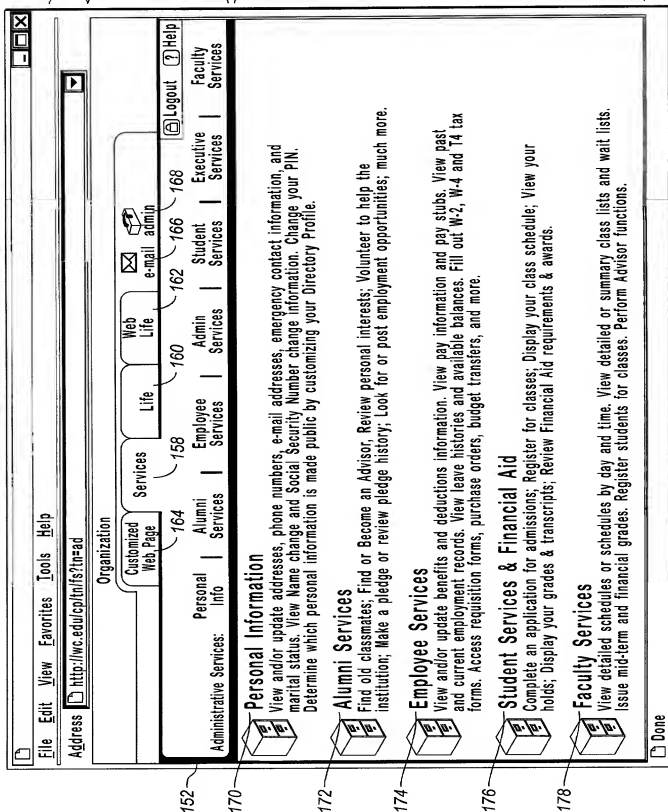 File Edit View Favorites Tools Help
Address http://wc.edu/cp/tn/fs?tn=ad
Organization
Customized
Web, Page
Services
Life
Web
Life
e-mail
admin
164
158
160
162
166
168
Logout ? Help
Administrative Services:
Personal
Info
|
Alumni
Services
|
Employee
Services
|
Admin
Services
|
Student
Services
|
Executive
Services
|
Faculty
Services
152
170
Personal Information
View and/or update addresses, phone numbers, e-mail addresses, emergency contact information, and
marital status. View Name change and Social Security Number change information. Change your PIN.
Determine which personal information is made public by customizing your Directory Profile.
172
Alumni Services
Find old classmates; Find or Become an Advisor, Review personal interests; Volunteer to help the
institution; Make a pledge or review pledge history; Look for or post employment opportunities; much more.
174
Employee Services
View and/or update benefits and deductions information. View pay information and pay stubs. View past
and current employment records. View leave histories and available balances. Fill out W-2, W-4 and T4 tax
forms. Access requisition forms, purchase orders, budget transfers, and more.
176
Student Services & Financial Aid
Complete an application for admissions; Register for classes; Display your class schedule; View your
holds; Display your grades & transcripts; Review Financial aid requirements & awards.
178
Faculty Services
View detailed schedules or schedules by day and time. View detailed or summary class lists and wait lists.
Issue mid-term and financial grades. Register students for classes. Perform Advisor functions.
Done